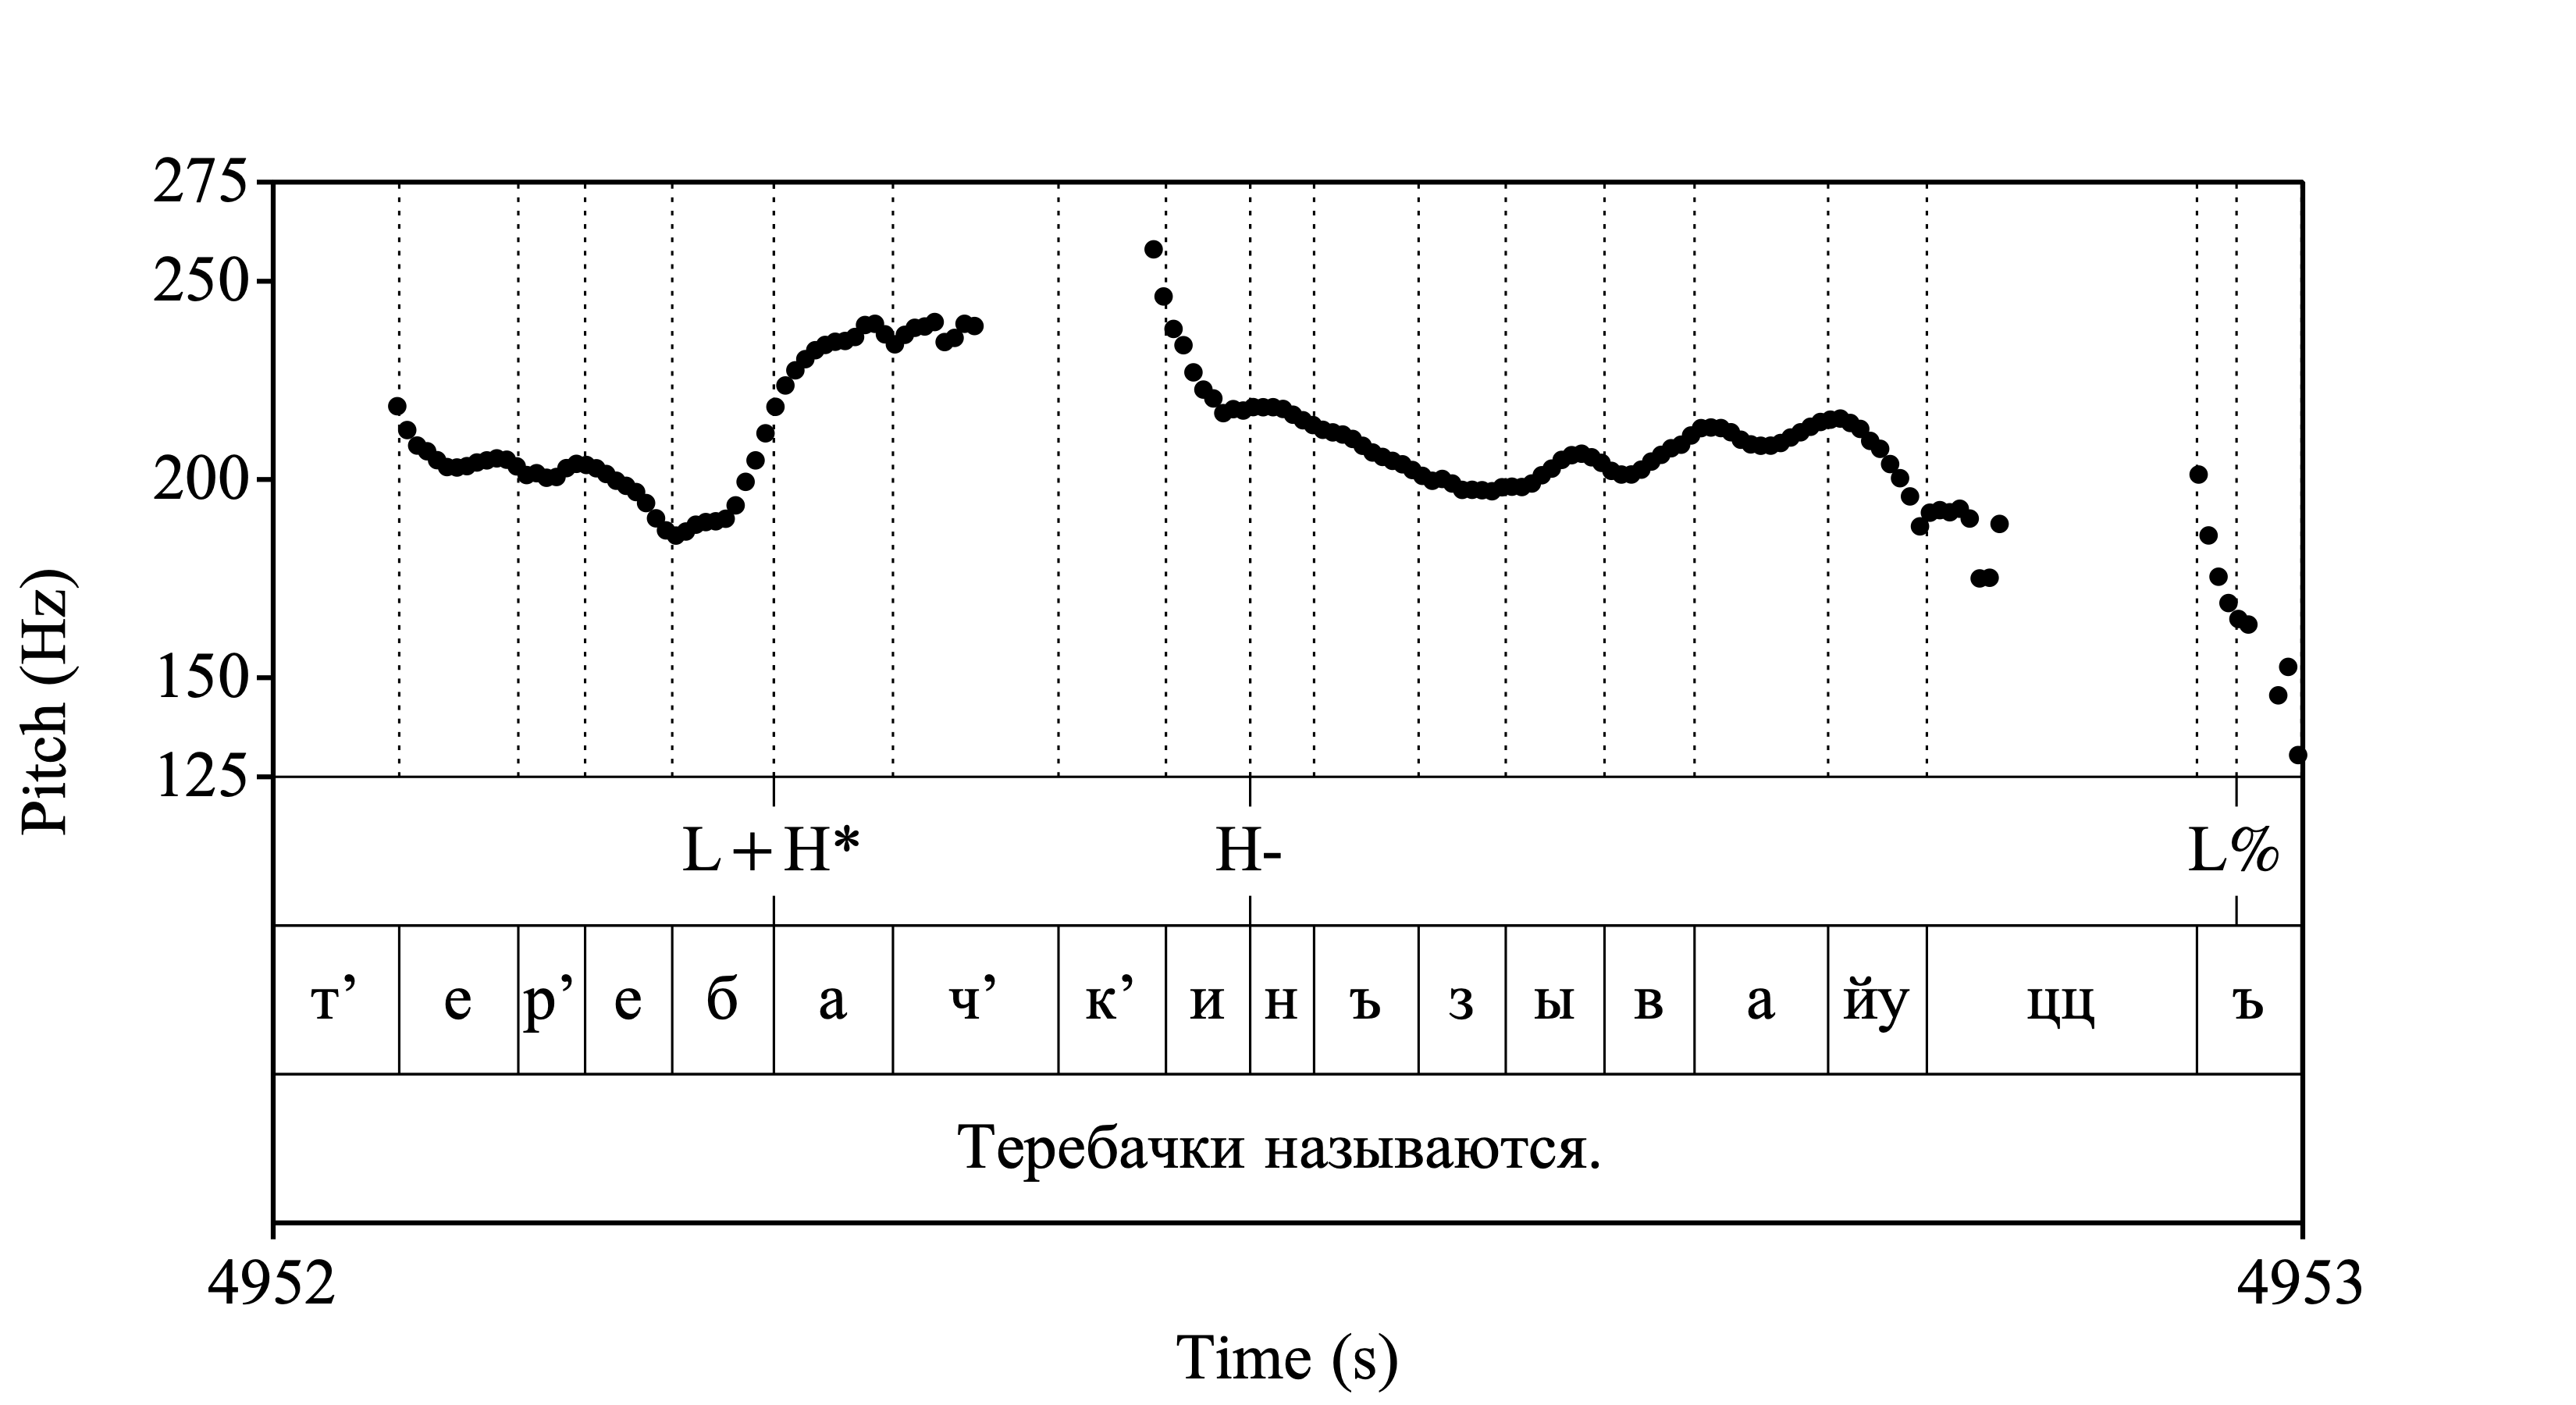 275
250
200
150
125
Pitch (Hz)
L+H* H- L%
т’ е р’ е б а ч’ к’ и н ъ з ы в а йу цц ъ
Теребачки называются.
4952 4953
Time (s)